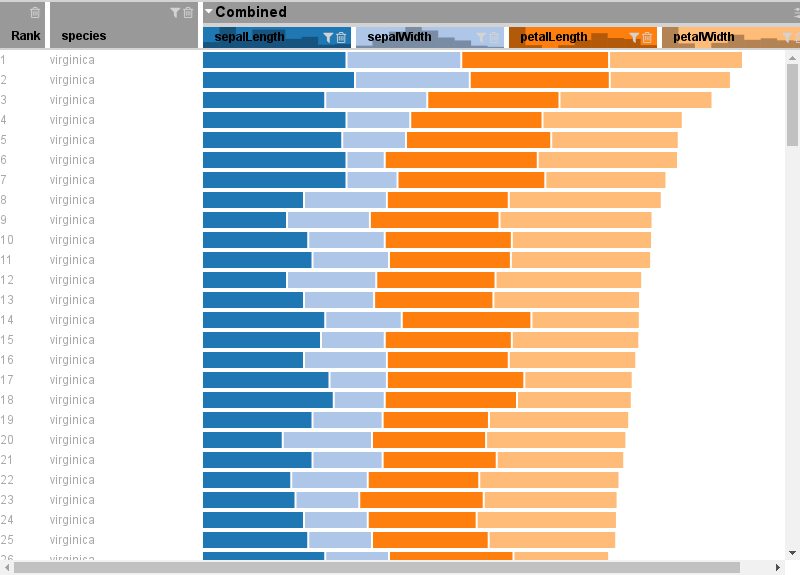 Combined
Rank species sepalLength sepalWidth petalLength petalWidth
1 virginica
2 virginica
3 virginica
4 virginica
5 virginica
6 virginica
7 virginica
8 virginica
9 virginica
10 virginica
11 virginica
12 virginica
13 virginica
14 virginica
15 virginica
16 virginica
17 virginica
18 virginica
19 virginica
20 virginica
21 virginica
22 virginica
23 virginica
24 virginica
25 virginica
26 virginica